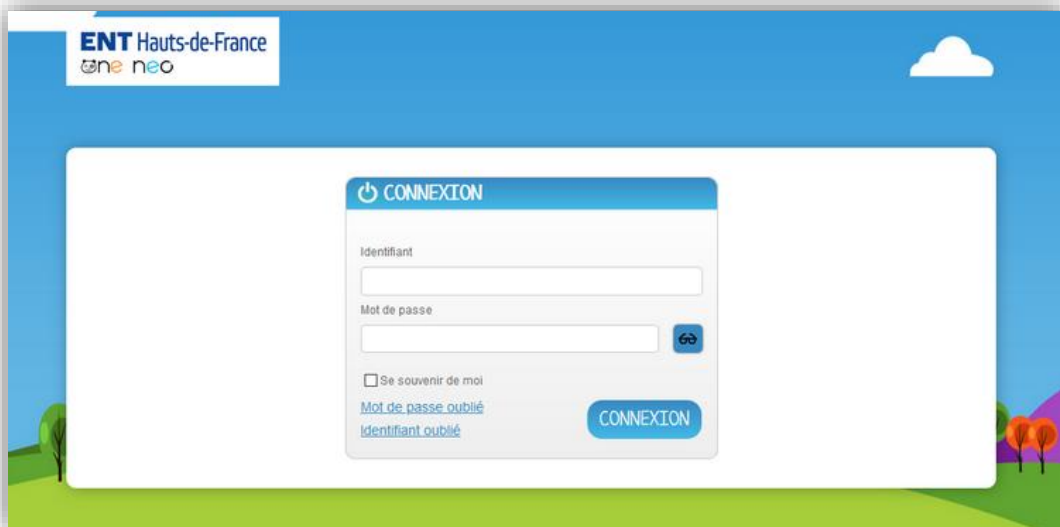 ENT Hauts-de-France
one neo
CONNEXION
Identifiant
Mot de passe
Se souvenir de moi
Mot de passe oublié
Identifiant oublié
CONNEXION